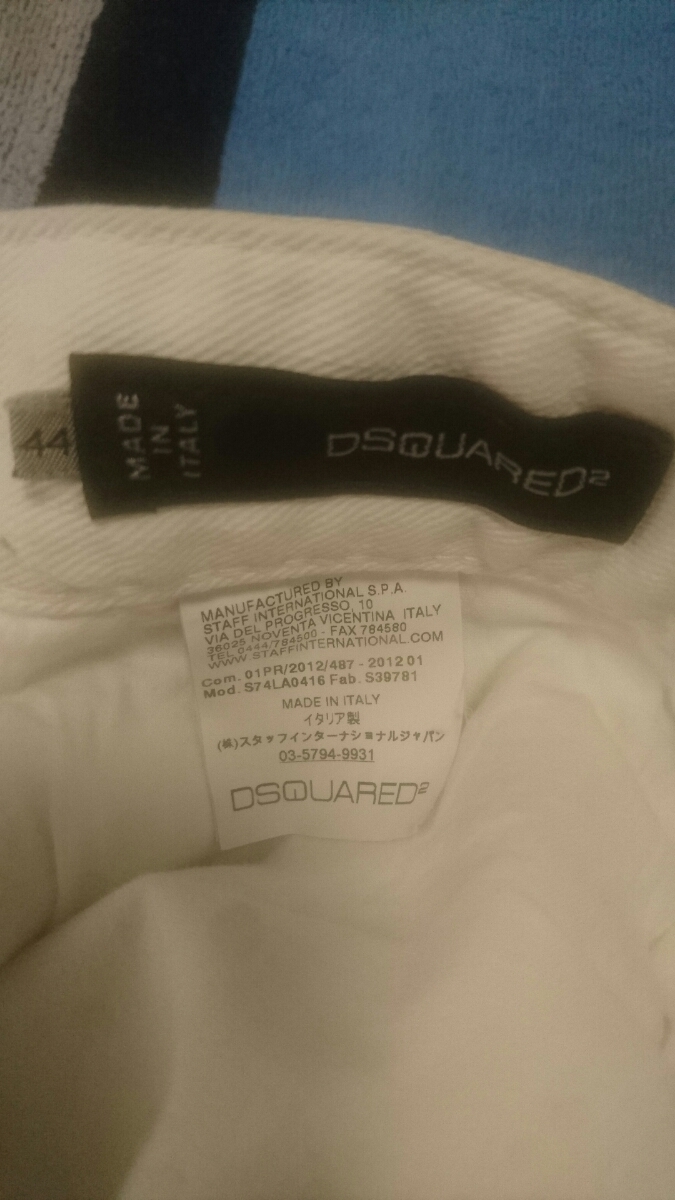 44
MADE
IN
ITALY
DSQUARED2
MANUFACTURED BY
STAFF INTERNATIONAL S.P.A.
VIA DEL PROGRESSO, 10
36025 NOVENTA VICENTINA ITALY
TEL 0444/784500 - FAX 784580
WWW.STAFFINTERNATIONAL.COM
Com. 01PR/2012/487 - 2012 01
Mod. S74LA0416 Fab. S39781
MADE IN ITALY
イタリア製
(株)スタッフインターナショナルジャパン
03-5794-9931
DSQUARED2